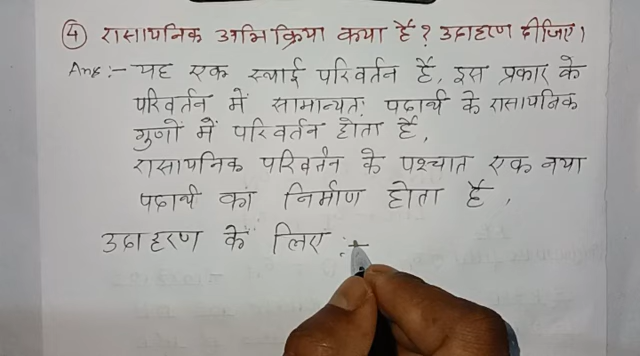 ④ रासायनिक अभिक्रिया क्या है? उदाहरण दीजिए।
Ans:- यह एक स्थाई परिवर्तन है, इस प्रकार के
परिवर्तन में सामान्यतः पदार्थ के रासायनिक
गुणों में परिवर्तन होता है,
रासायनिक परिवर्तन के पश्चात एक नया
पदार्थ का निर्माण होता है,
उदाहरण के लिए :-